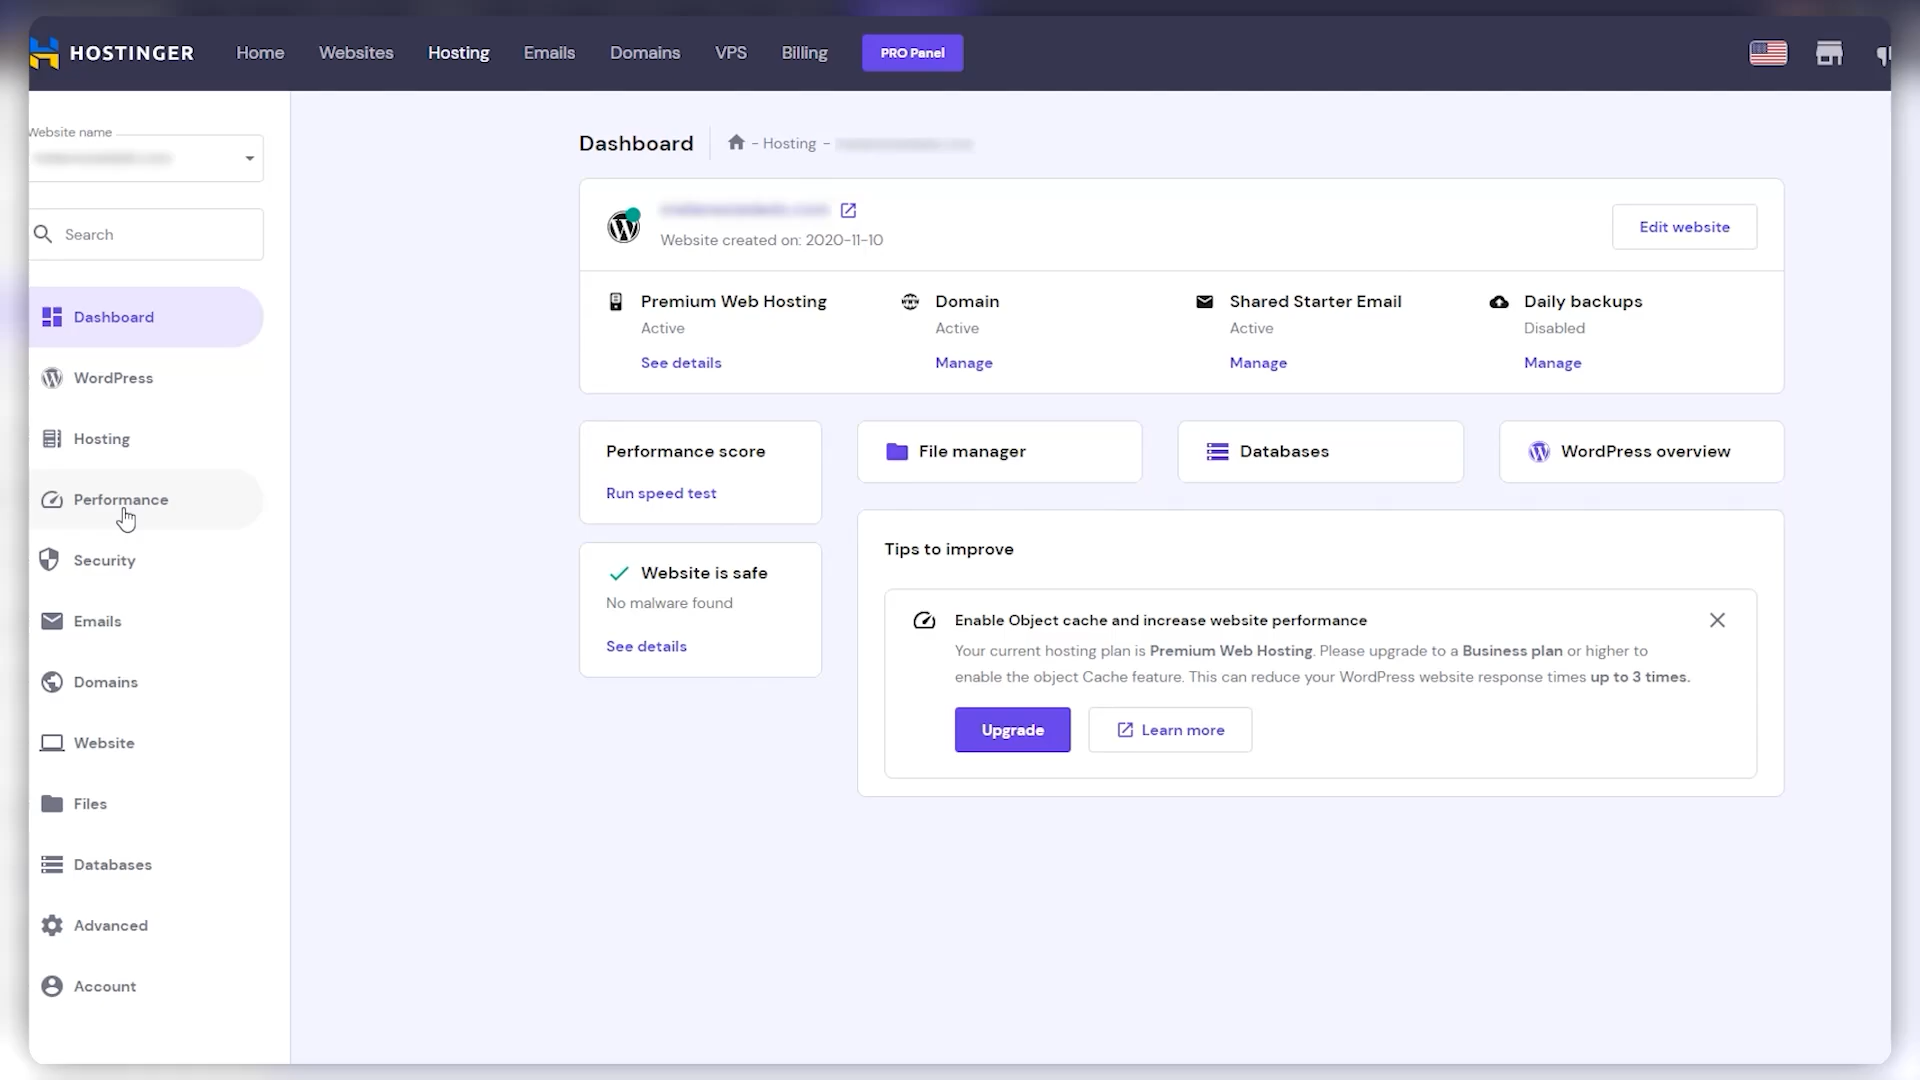 HOSTINGER
Home
Websites
Hosting
Emails
Domains
VPS
Billing
PRO Panel
Website name
Search
Dashboard
WordPress
Hosting
Performance
Security
Emails
Domains
Website
Files
Databases
Advanced
Account
Dashboard
- Hosting -
Website created on: 2020-11-10
Edit website
Premium Web Hosting
Active
See details
Domain
Active
Manage
Shared Starter Email
Active
Manage
Daily backups
Disabled
Manage
Performance score
Run speed test
File manager
Databases
WordPress overview
Website is safe
No malware found
See details
Tips to improve
Enable Object cache and increase website performance
Your current hosting plan is Premium Web Hosting. Please upgrade to a Business plan or higher to
enable the object Cache feature. This can reduce your WordPress website response times up to 3 times.
Upgrade
Learn more